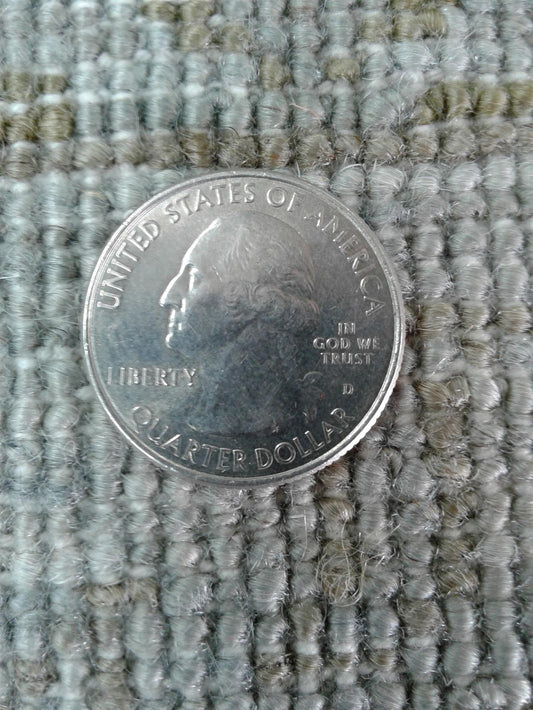 UNITED STATES OF AMERICA
LIBERTY
IN
GOD WE
TRUST
D
QUARTER DOLLAR